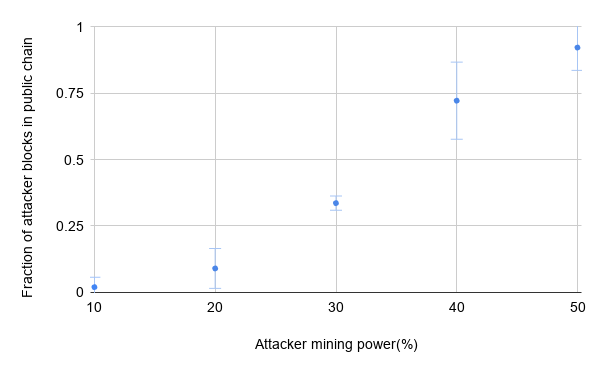 Fraction of attacker blocks in public chain
1
0.75
0.5
0.25
0
10 20 30 40 50
Attacker mining power(%)